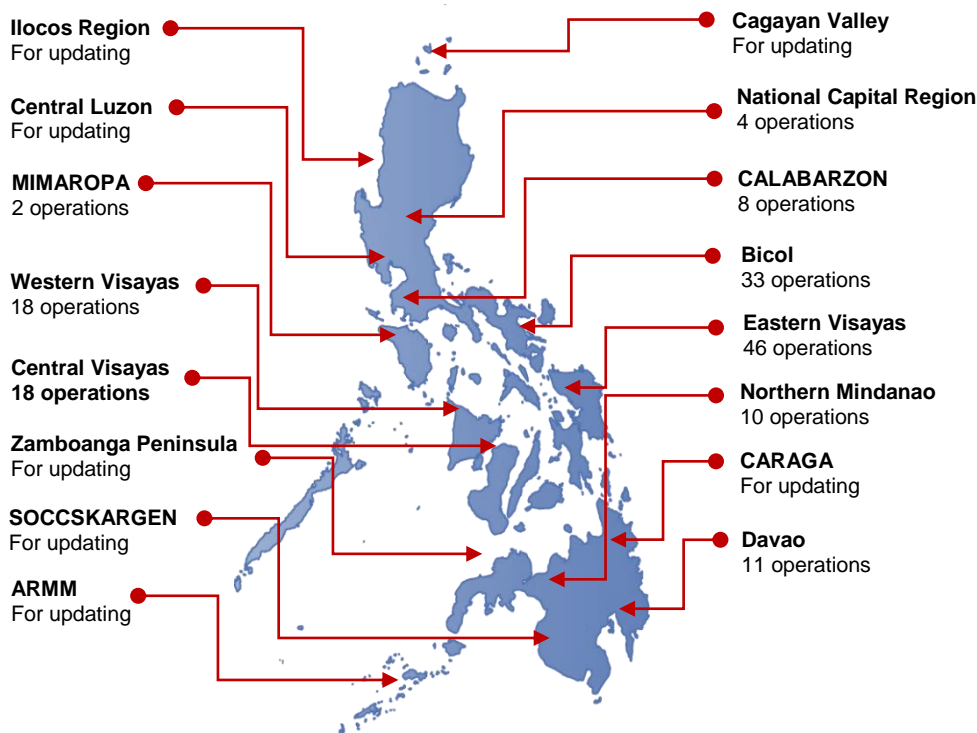 Ilocos Region
For updating
Central Luzon
For updating
MIMAROPA
2 operations
Western Visayas
18 operations
Central Visayas
18 operations
Zamboanga Peninsula
For updating
SOCCSKARGEN
For updating
ARMM
For updating
Cagayan Valley
For updating
National Capital Region
4 operations
CALABARZON
8 operations
Bicol
33 operations
Eastern Visayas
46 operations
Northern Mindanao
10 operations
CARAGA
For updating
Davao
11 operations